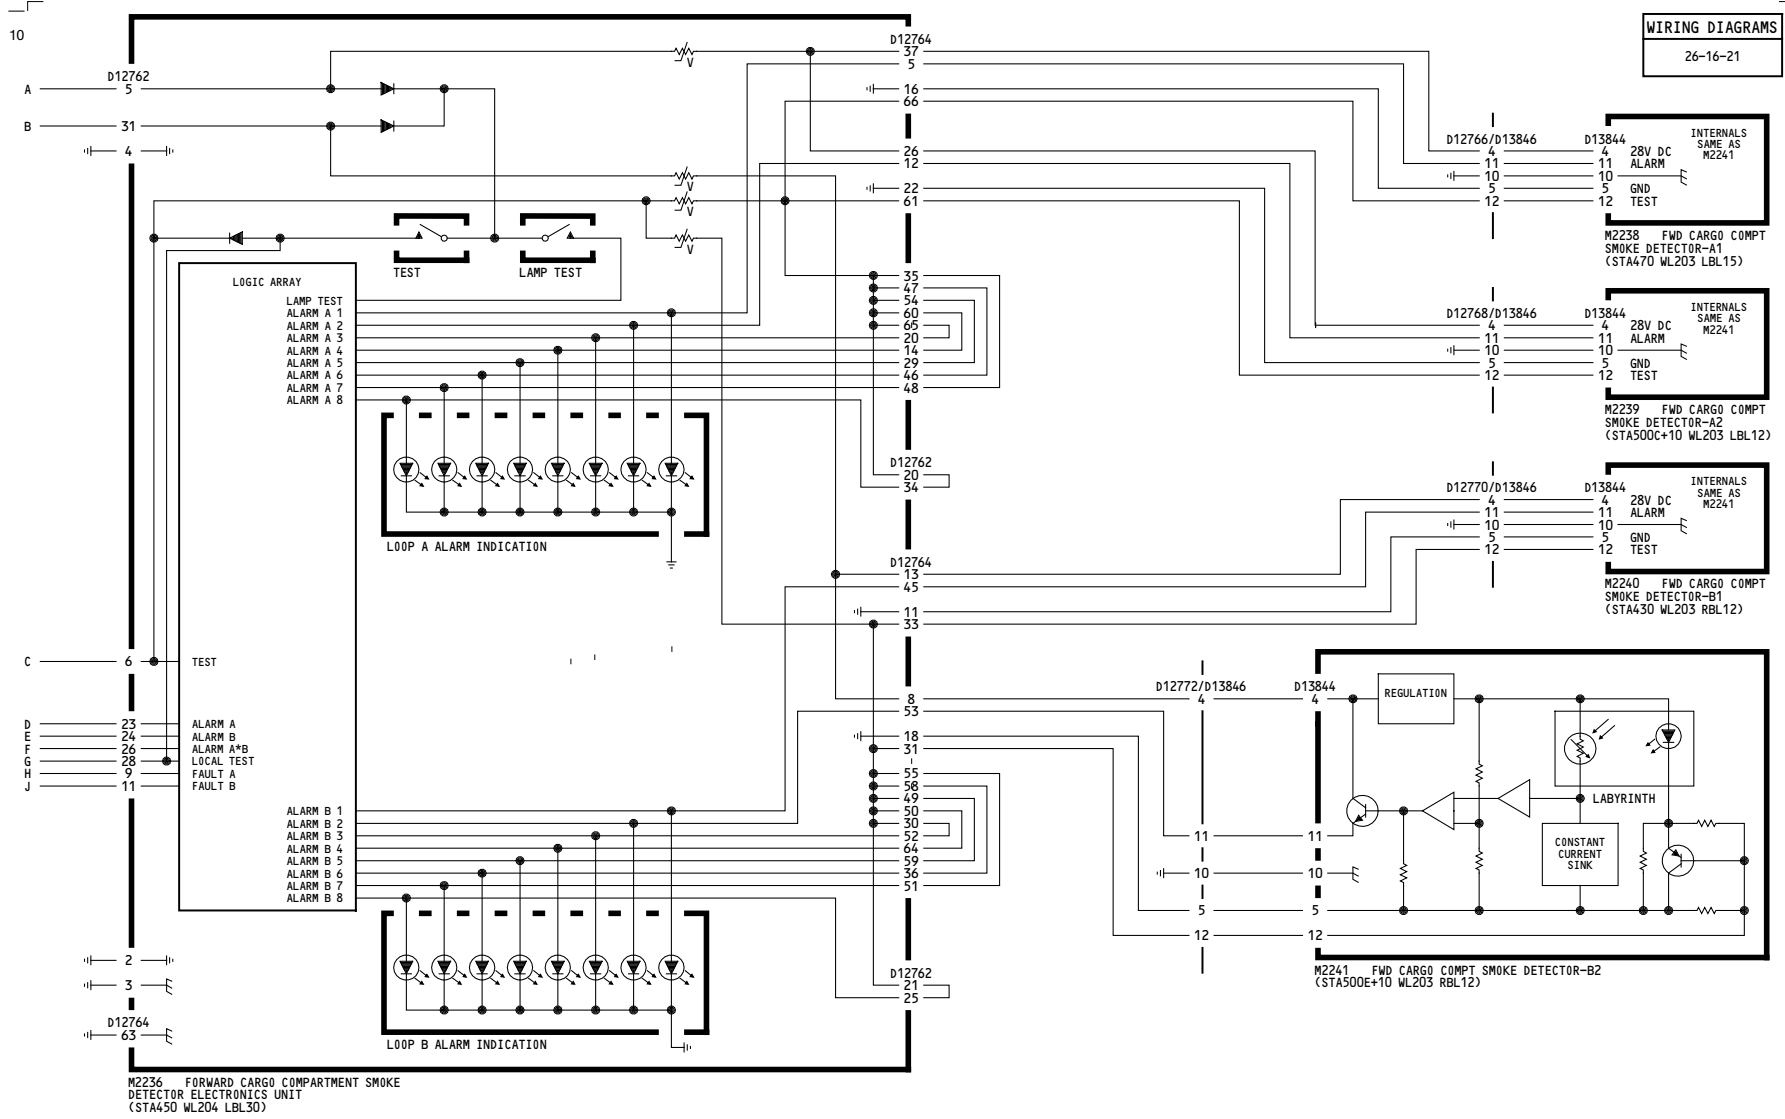 10
WIRING DIAGRAMS
26-16-21
D12762
A
5
B
31
4
TEST
LAMP TEST
LOGIC ARRAY
LAMP TEST
ALARM A 1
ALARM A 2
ALARM A 3
ALARM A 4
ALARM A 5
ALARM A 6
ALARM A 7
ALARM A 8
LOOP A ALARM INDICATION
C
6
TEST
D
23
ALARM A
E
24
ALARM B
F
26
ALARM A*B
G
28
LOCAL TEST
H
9
FAULT A
J
11
FAULT B
ALARM B 1
ALARM B 2
ALARM B 3
ALARM B 4
ALARM B 5
ALARM B 6
ALARM B 7
ALARM B 8
LOOP B ALARM INDICATION
2
3
D12764
63
M2236 FORWARD CARGO COMPARTMENT SMOKE
DETECTOR ELECTRONICS UNIT
(STA450 WL204 LBL30)
V
V
V
V
D12764
37
5
16
66
26
12
22
61
35
47
54
60
65
20
14
29
46
48
D12762
20
34
D12764
13
45
11
33
8
53
18
31
55
58
49
50
30
52
64
59
36
51
D12762
21
25
D12766/D13846
4
11
10
5
12
D13844
4 28V DC
11 ALARM
10
5 GND
12 TEST
INTERNALS
SAME AS
M2241
M2238 FWD CARGO COMPT
SMOKE DETECTOR-A1
(STA470 WL203 LBL15)
D12768/D13846
4
11
10
5
12
D13844
4 28V DC
11 ALARM
10
5 GND
12 TEST
INTERNALS
SAME AS
M2241
M2239 FWD CARGO COMPT
SMOKE DETECTOR-A2
(STA500C+10 WL203 LBL12)
D12770/D13846
4
11
10
5
12
D13844
4 28V DC
11 ALARM
10
5 GND
12 TEST
INTERNALS
SAME AS
M2241
M2240 FWD CARGO COMPT
SMOKE DETECTOR-B1
(STA430 WL203 RBL12)
D12772/D13846
4
11
10
5
12
D13844
4
11
10
5
12
REGULATION
LABYRINTH
CONSTANT
CURRENT
SINK
M2241 FWD CARGO COMPT SMOKE DETECTOR-B2
(STA500E+10 WL203 RBL12)